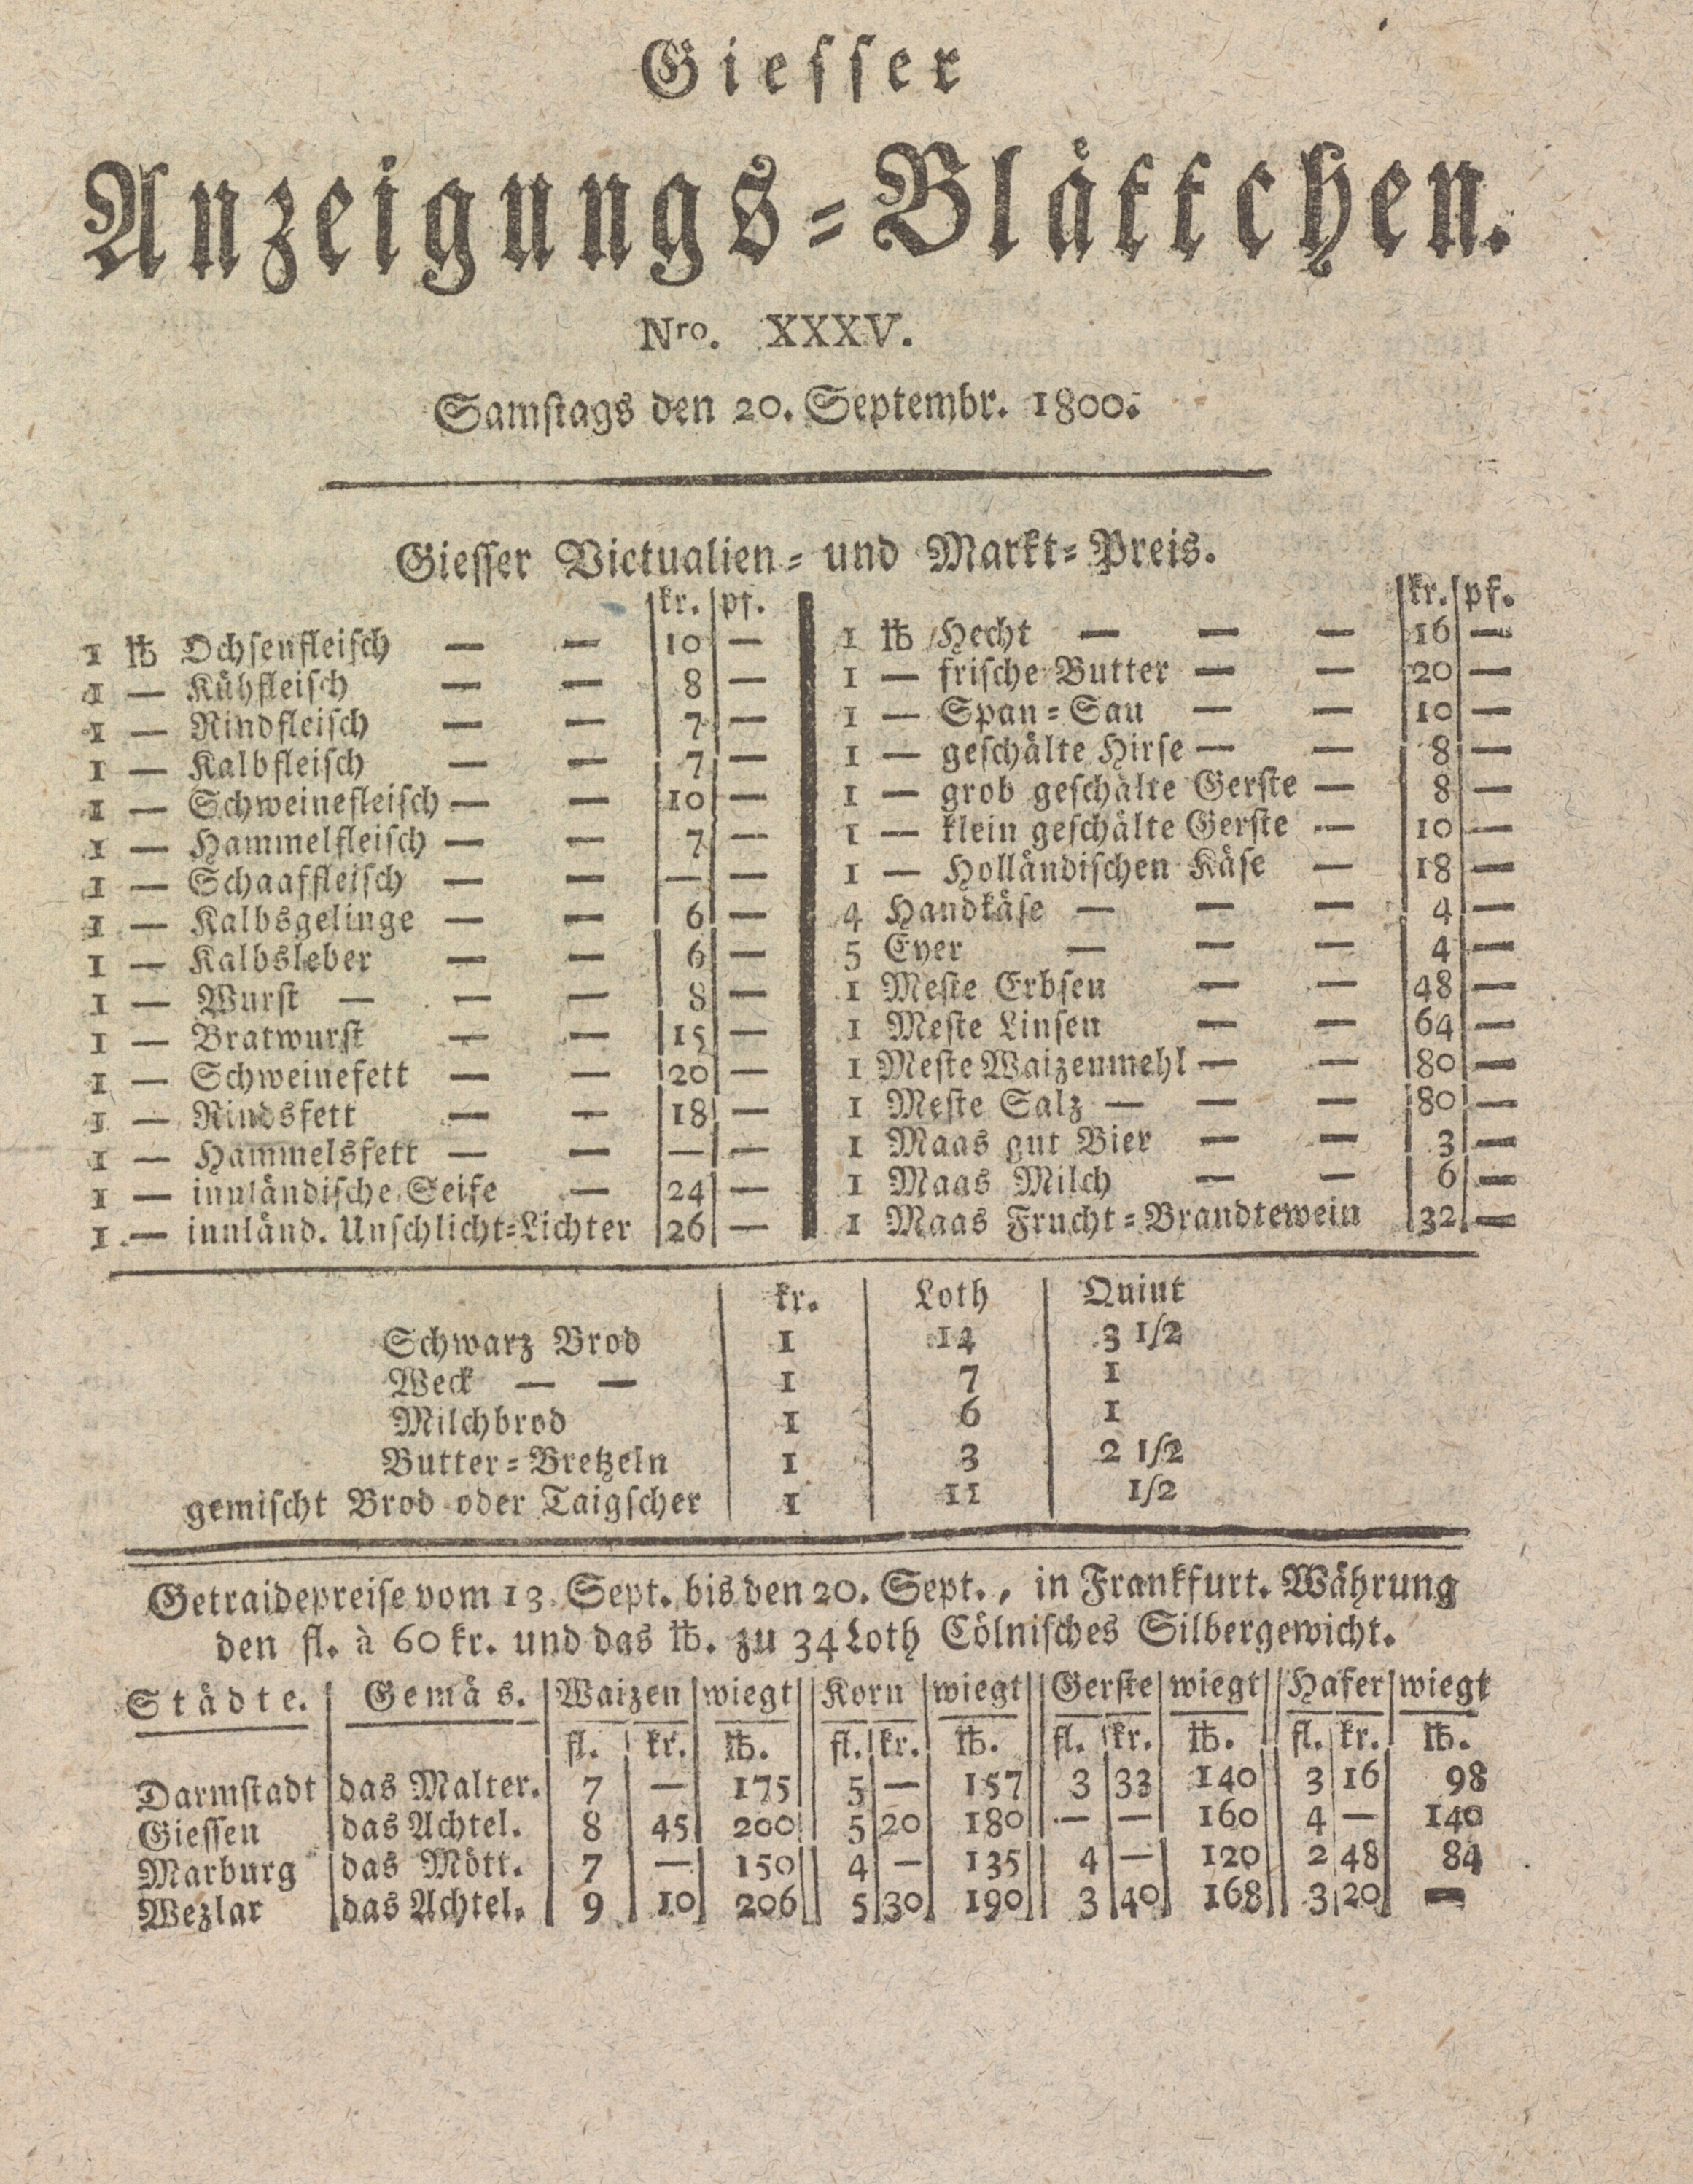 Giesser
Anzeigungs-Blättchen.
Nro. XXXV.
Samstags den 20. Septembr. 1800.
Giesser Victualien- und Markt-Preis.
kr. pf.
1 ℔ Ochsenfleisch — — 10 —
1 — Kühfleisch — — 8 —
1 — Rindfleisch — — 7 —
1 — Kalbfleisch — — 7 —
1 — Schweinefleisch — — 10 —
1 — Hammelfleisch — — 7 —
1 — Schaaffleisch — — — —
1 — Kalbsgelinge — — 6 —
1 — Kalbsleber — — 6 —
1 — Wurst — — — 8 —
1 — Bratwurst — — 15 —
1 — Schweinefett — — 20 —
1 — Rindsfett — — 18 —
1 — Hammelsfett — — — —
1 — innländische Seife — 24 —
1 — innländ. Unschlicht-Lichter 26 —
kr. pf.
1 ℔ Hecht — — — 16 —
1 — frische Butter — — 20 —
1 — Span-Sau — — 10 —
1 — geschälte Hirse — — 8 —
1 — grob geschälte Gerste — 8 —
1 — klein geschälte Gerste — 10 —
1 — Holländischen Käse — 18 —
4 Handkäse — — — 4 —
5 Eyer — — — 4 —
1 Meste Erbsen — — 48 —
1 Meste Linsen — — 64 —
1 Meste Waizenmehl — — 80 —
1 Meste Salz — — — 80 —
1 Maas gut Bier — — 3 —
1 Maas Milch — — 6 —
1 Maas Frucht-Brandtewein 32 —
kr. Loth Quint
Schwarz Brod 1 14 3 1/2
Weck — — 1 7 1
Milchbrod 1 6 1
Butter-Bretzeln 1 3 2 1/2
gemischt Brod oder Taigscher 1 11 1/2
Getraidepreise vom 13. Sept. bis den 20. Sept., in Frankfurt. Währung
den fl. à 60 kr. und das ℔. zu 34 Loth Cölnisches Silbergewicht.
Städte. Gemäs. Waizen wiegt Korn wiegt Gerste wiegt Hafer wiegt
fl. kr. ℔. fl. kr. ℔. fl. kr. ℔. fl. kr. ℔.
Darmstadt das Malter. 7 — 175 5 — 157 3 33 140 3 16 98
Giessen das Achtel. 8 45 200 5 20 180 — — 160 4 — 140
Marburg das Mött. 7 — 150 4 — 135 4 — 120 2 48 84
Wezlar das Achtel. 9 10 206 5 30 190 3 40 168 3 20 —